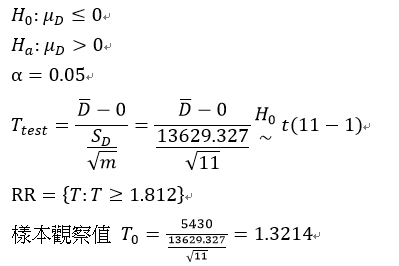 H₀: μ_D ≤ 0↵
Hₐ: μ_D > 0↵
α = 0.05↵
T_test = (D̄ − 0)/(S_D/√m) = (D̄ − 0)/(13629.327/√11) ~^{H₀} t(11 − 1)↵
RR = {T: T ≥ 1.812}↵
樣本觀察值 T₀ = 5430/(13629.327/√11) = 1.3214↵